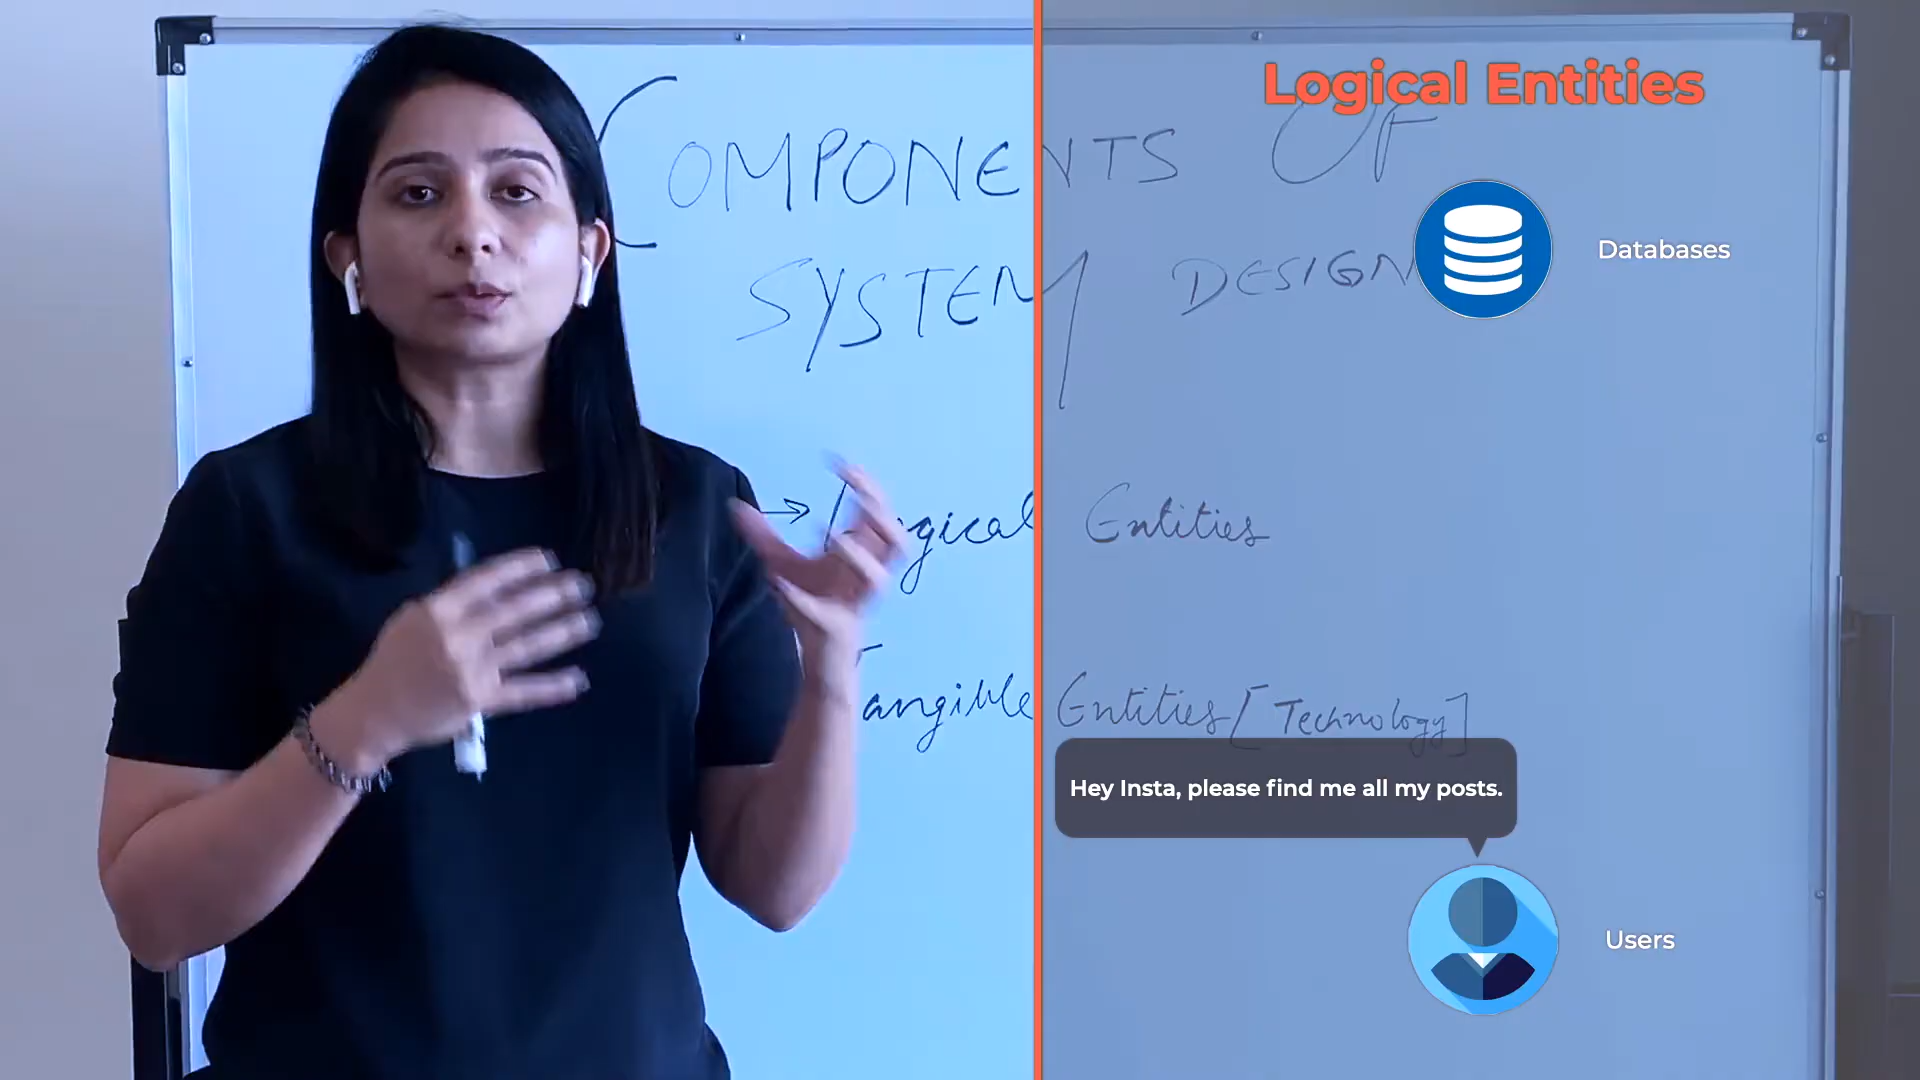 Logical Entities
COMPONENTS OF
SYSTEM DESIGN
Databases
→ Logical Entities
Tangible Entities [Technology]
Hey Insta, please find me all my posts.
Users